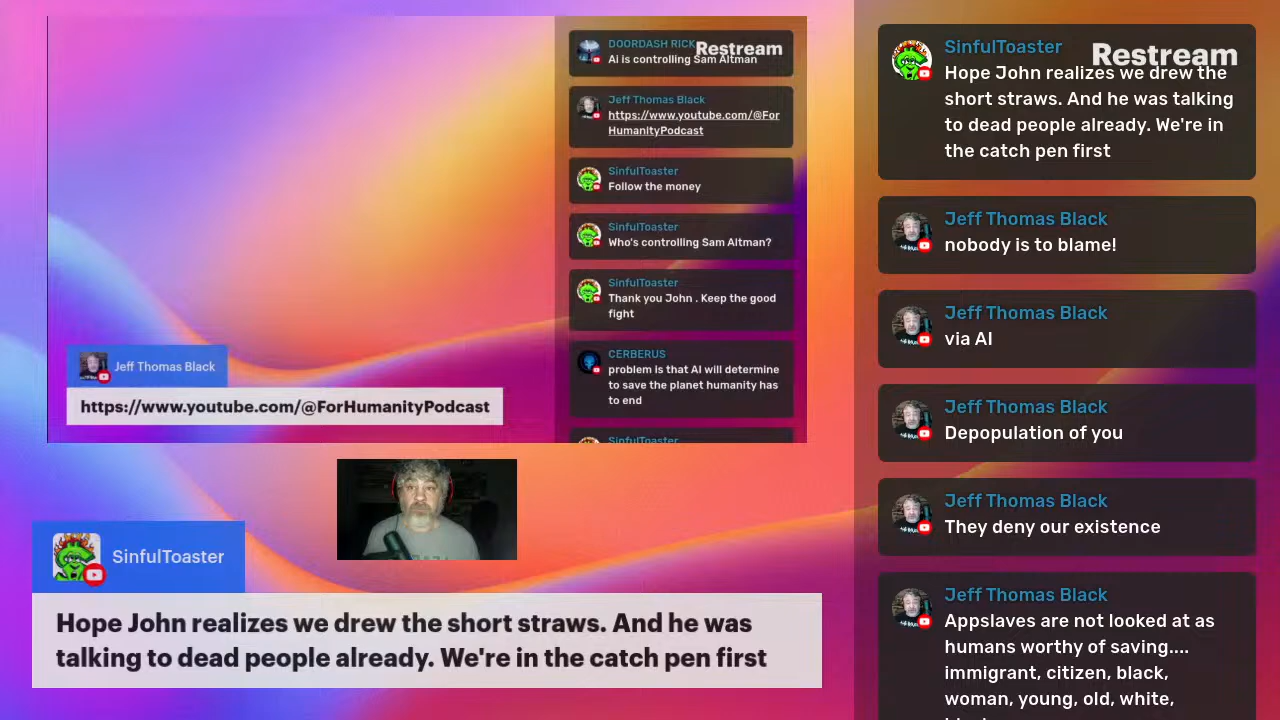 DOORDASH RICK
Restream
Ai is controlling Sam Altman
Jeff Thomas Black
https://www.youtube.com/@For
HumanityPodcast
SinfulToaster
Follow the money
SinfulToaster
Who's controlling Sam Altman?
SinfulToaster
Thank you John . Keep the good
fight
CERBERUS
problem is that AI will determine
to save the planet humanity has
to end
SinfulToaster
Jeff Thomas Black
https://www.youtube.com/@ForHumanityPodcast
SinfulToaster
Hope John realizes we drew the short straws. And he was
talking to dead people already. We're in the catch pen first
SinfulToaster
Restream
Hope John realizes we drew the
short straws. And he was talking
to dead people already. We're in
the catch pen first
Jeff Thomas Black
nobody is to blame!
Jeff Thomas Black
via AI
Jeff Thomas Black
Depopulation of you
Jeff Thomas Black
They deny our existence
Jeff Thomas Black
Appslaves are not looked at as
humans worthy of saving....
immigrant, citizen, black,
woman, young, old, white,